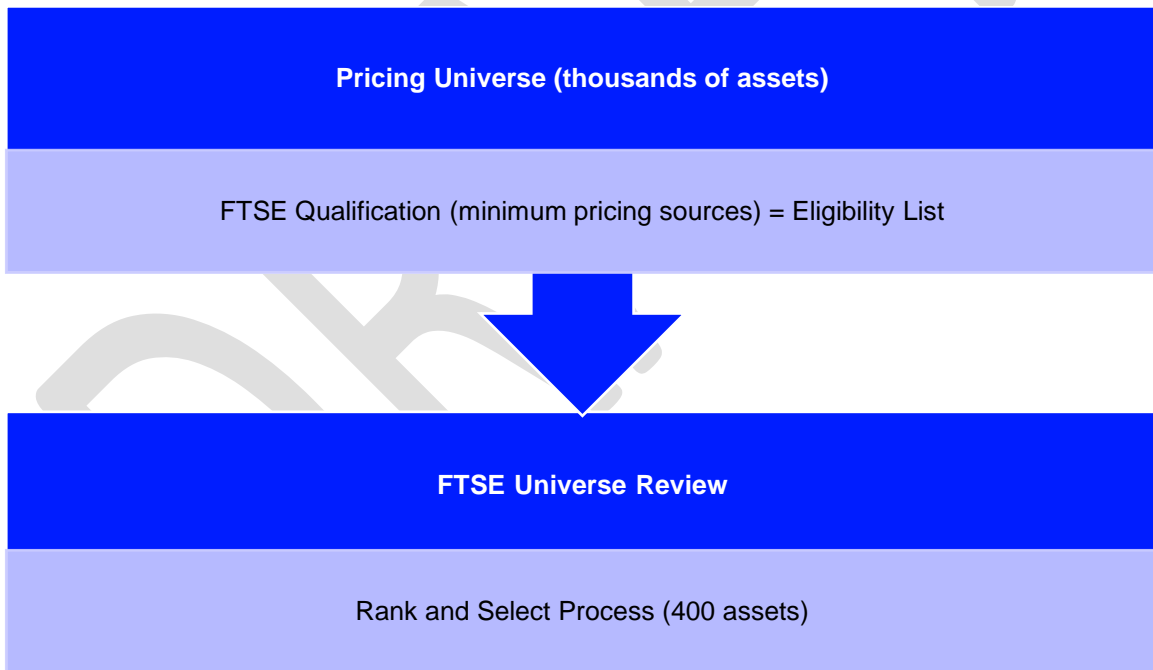 Pricing Universe (thousands of assets)
FTSE Qualification (minimum pricing sources) = Eligibility List
FTSE Universe Review
Rank and Select Process (400 assets)